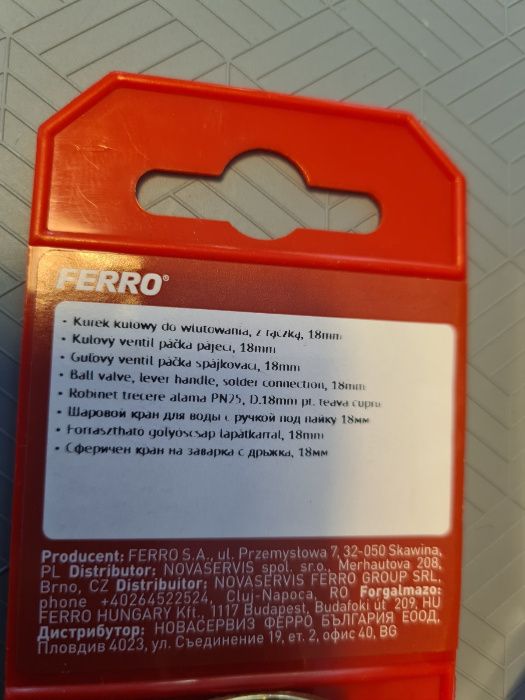 FERRO®
• Kurek kulowy do wlutowania, z rączką, 18mm
• Kulový ventil páčka pájecí, 18mm
• Guľový ventil páčka spájkovací, 18mm
• Ball valve, lever handle, solder connection, 18mm
• Robinet trecere alama PN25, D.18mm pt. teava cupru
• Шаровой кран для воды с ручкой под пайку 18мм
• Forrasztható golyóscsap lapátkarral, 18mm
• Сферичен кран на заварка с дръжка, 18мм
Producent: FERRO S.A., ul. Przemysłowa 7, 32-050 Skawina,
PL Distributor: NOVASERVIS spol. sr.o., Merhautova 208,
Brno, CZ Distribuitor: NOVASERVIS FERRO GROUP SRL,
phone +40264522524, Cluj-Napoca, RO Forgalmazo:
FERRO HUNGARY Kft., 1117 Budapest, Budafoki út 209, HU
Дистрибутор: НОВАСЕРВИЗ ФЕРРО БЪЛГАРИЯ ЕООД,
Пловдив 4023, ул. Съединение 19, ет. 2, офис 40, BG